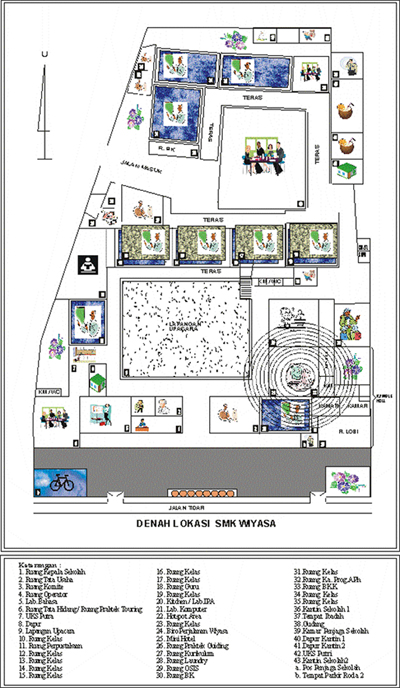 U
TERAS
R. BK
TERAS
TERAS
JALAN MASUK
TERAS
TERAS
KM/WC
LAPANGAN
UPACARA
KM/WC
KAMAR
KAMAR
R. LOBI
JALAN TIDAR
DENAH LOKASI SMK WIYASA
Keterangan :
1. Ruang Kepala Sekolah
2. Ruang Tata Usaha
3. Ruang Komite
4. Ruang Operator
5. Lab. Bahasa
6. Ruang Tata Hidang/ Ruang Praktek Touring
7. UKS Putra
8. Dapur
9. Lapangan Upacara
10. Ruang Kelas
11. Ruang Perpustakaan
12. Ruang Kelas
13. Ruang Kelas
14. Ruang Kelas
15. Ruang Kelas
16. Ruang Kelas
17. Ruang Kelas
18. Ruang Guru
19. Ruang Kelas
20. Kitchen/ Lab.IPA
21. Lab. Komputer
22. Hotspot Area
23. Ruang Kelas
24. Biro Perjalanan Wiyasa
25. Mini Hotel
26. Ruang Praktek Guiding
27. Ruang Kurikulum
28. Ruang Laundry
29. Ruang OSIS
30. Ruang BK
31. Ruang Kelas
32. Ruang Ka. Prog.APh
33. Ruang BKK
34. Ruang Kelas
35. Ruang Kelas
36. Kantin Sekolah 1
37. Tempat Ibadah
38. Gudang
39. Kamar Penjaga Sekolah
40. Dapur Kantin 1
41. Dapur Kantin 2
42. UKS Putri
43. Kantin Sekolah2
a. Pos Penjaga Sekolah
b. Tempat Parkir Roda 2